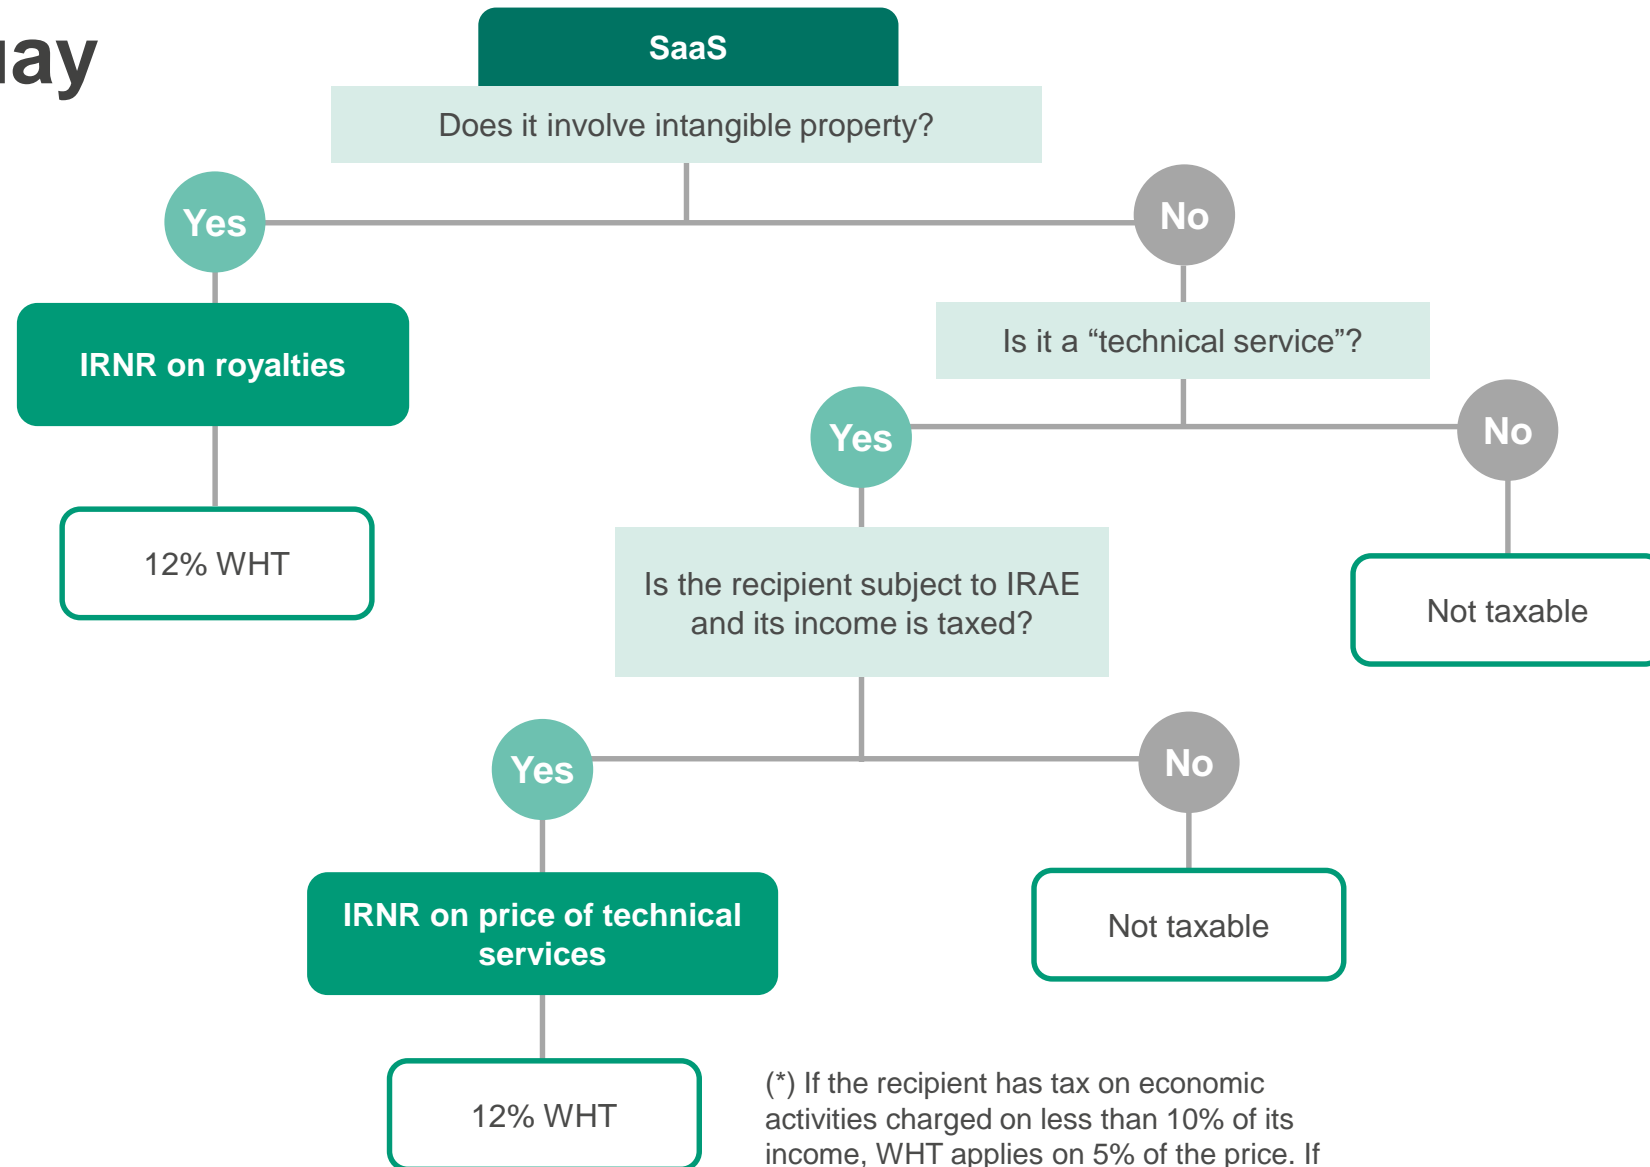 uay
SaaS
Does it involve intangible property?
Yes
No
IRNR on royalties
Is it a “technical service”?
Yes
No
12% WHT
Is the recipient subject to IRAE
and its income is taxed?
Not taxable
Yes
No
IRNR on price of technical
services
Not taxable
12% WHT
(*) If the recipient has tax on economic
activities charged on less than 10% of its
income, WHT applies on 5% of the price. If